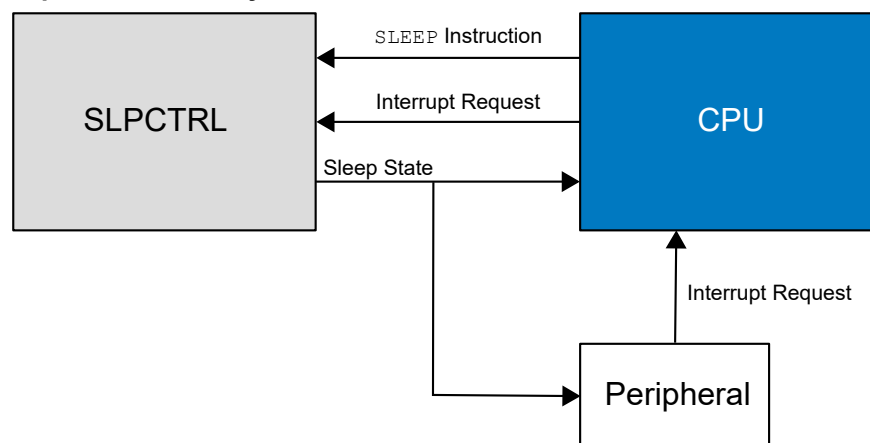 SLEEP Instruction
SLPCTRL
Interrupt Request
CPU
Sleep State
Interrupt Request
Peripheral